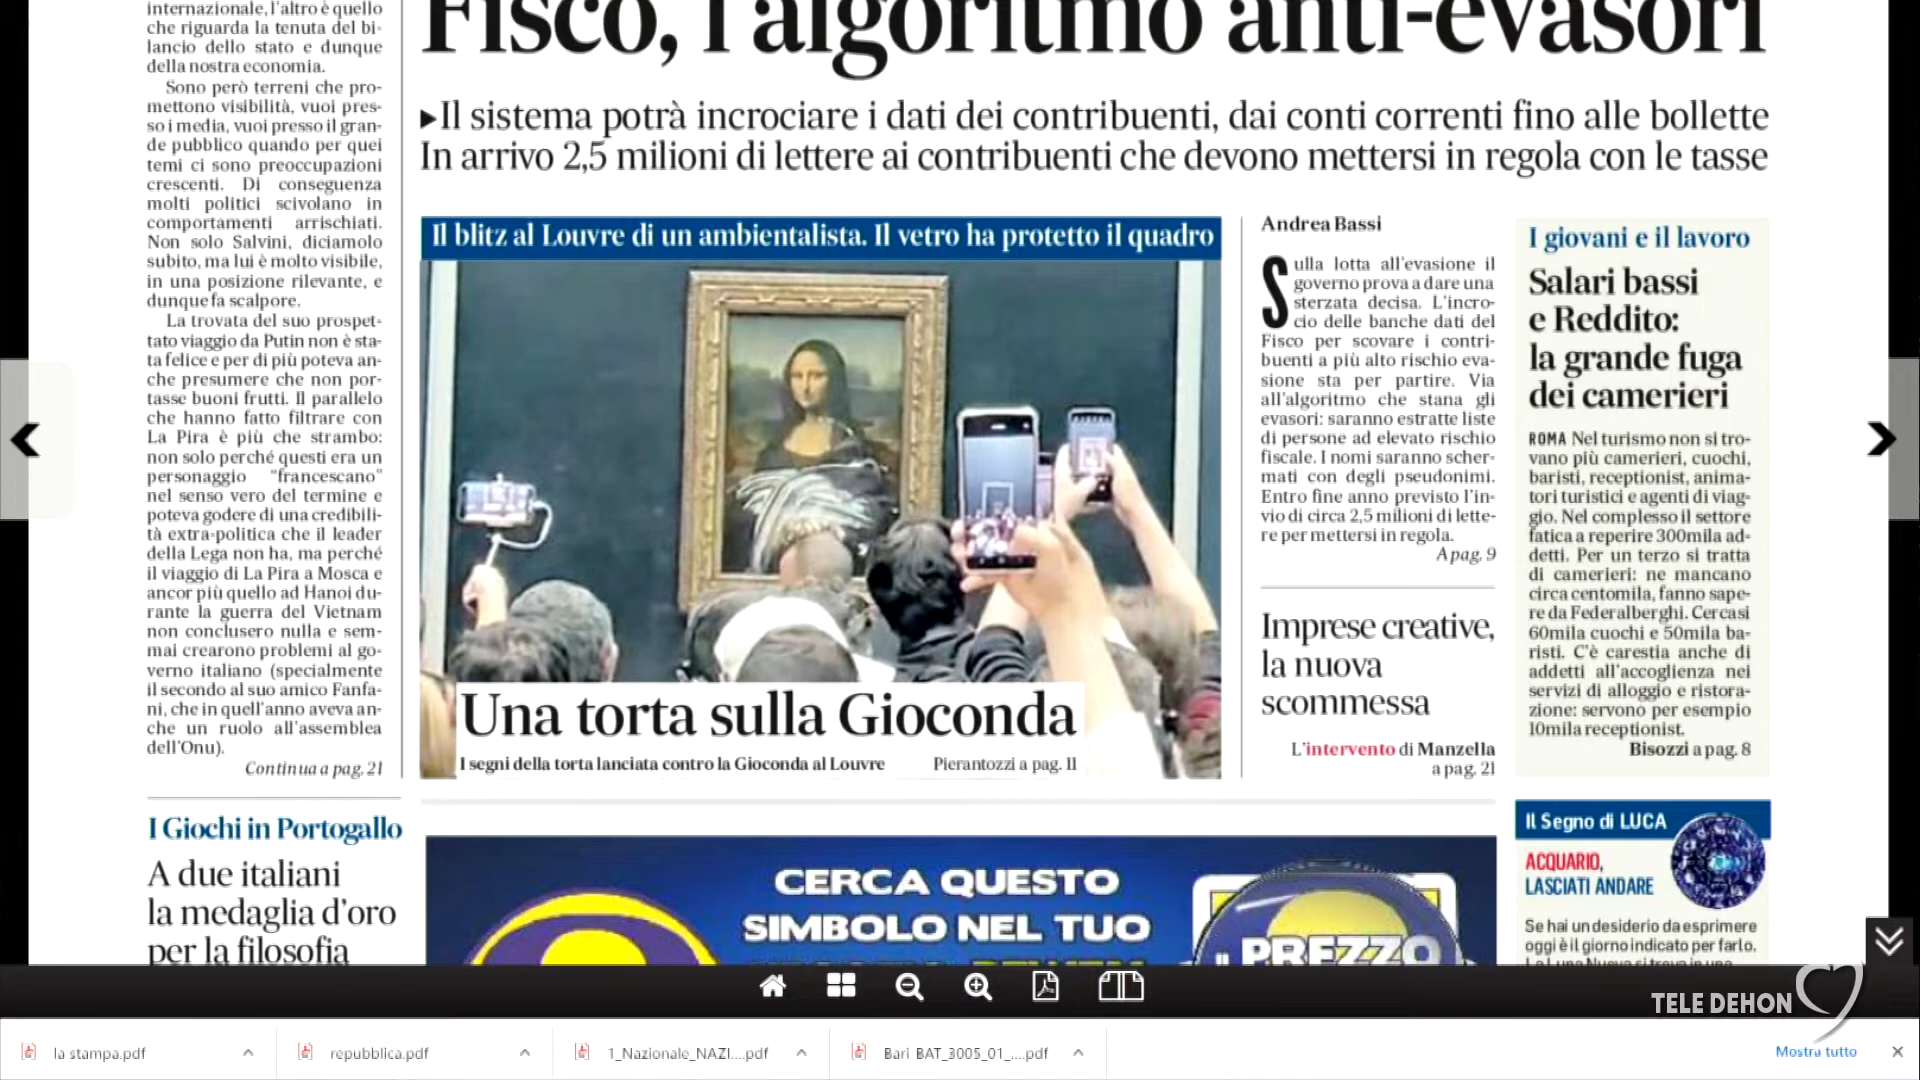 internazionale, l'altro è quello
che riguarda la tenuta del bi-
lancio dello stato e dunque
della nostra economia.
Sono però terreni che pro-
mettono visibilità, vuoi pres-
so i media, vuoi presso il gran-
de pubblico quando per quei
temi ci sono preoccupazioni
crescenti. Di conseguenza
molti politici scivolano in
comportamenti arrischiati.
Non solo Salvini, diciamolo
subito, ma lui è molto visibile,
in una posizione rilevante, e
dunque fa scalpore.
La trovata del suo prospet-
tato viaggio da Putin non è sta-
ta felice e per di più poteva an-
che presumere che non por-
tasse buoni frutti. Il parallelo
che hanno fatto filtrare con
La Pira è più che strambo:
non solo perché questi era un
personaggio "francescano"
nel senso vero del termine e
poteva godere di una credibili-
tà extra-politica che il leader
della Lega non ha, ma perché
il viaggio di La Pira a Mosca e
ancor più quello ad Hanoi du-
rante la guerra del Vietnam
non conclusero nulla e sem-
mai crearono problemi al go-
verno italiano (specialmente
il secondo al suo amico Fanfa-
ni, che in quell'anno aveva an-
che un ruolo all'assemblea
dell'Onu).
Continua a pag. 21
I Giochi in Portogallo
A due italiani
la medaglia d'oro
per la filosofia
Fisco, l'algoritmo anti-evasori
▸Il sistema potrà incrociare i dati dei contribuenti, dai conti correnti fino alle bollette
In arrivo 2,5 milioni di lettere ai contribuenti che devono mettersi in regola con le tasse
Il blitz al Louvre di un ambientalista. Il vetro ha protetto il quadro
Una torta sulla Gioconda
I segni della torta lanciata contro la Gioconda al Louvre Pierantozzi a pag. 11
Andrea Bassi
Sulla lotta all'evasione il
governo prova a dare una
sterzata decisa. L'incro-
cio delle banche dati del
Fisco per scovare i contri-
buenti a più alto rischio eva-
sione sta per partire. Via
all'algoritmo che stana gli
evasori: saranno estratte liste
di persone ad elevato rischio
fiscale. I nomi saranno scher-
mati con degli pseudonimi.
Entro fine anno previsto l'in-
vio di circa 2,5 milioni di lette-
re per mettersi in regola.
A pag. 9
Imprese creative,
la nuova
scommessa
L'intervento di Manzella
a pag. 21
I giovani e il lavoro
Salari bassi
e Reddito:
la grande fuga
dei camerieri
ROMA Nel turismo non si tro-
vano più camerieri, cuochi,
baristi, receptionist, anima-
tori turistici e agenti di viag-
gio. Nel complesso il settore
fatica a reperire 300mila ad-
detti. Per un terzo si tratta
di camerieri: ne mancano
circa centomila, fanno sape-
re da Federalberghi. Cercasi
60mila cuochi e 50mila ba-
risti. C'è carestia anche di
addetti all'accoglienza nei
servizi di alloggio e ristora-
zione: servono per esempio
10mila receptionist.
Bisozzi a pag. 8
Il Segno di LUCA
ACQUARIO,
LASCIATI ANDARE
Se hai un desiderio da esprimere
oggi è il giorno indicato per farlo.
La Luna Nuova si trova in una
CERCA QUESTO
SIMBOLO NEL TUO
IL PREZZO
TELE DEHON
la stampa.pdf
repubblica.pdf
1_Nazionale_NAZI....pdf
Bari BAT_3005_01_....pdf
Mostra tutto